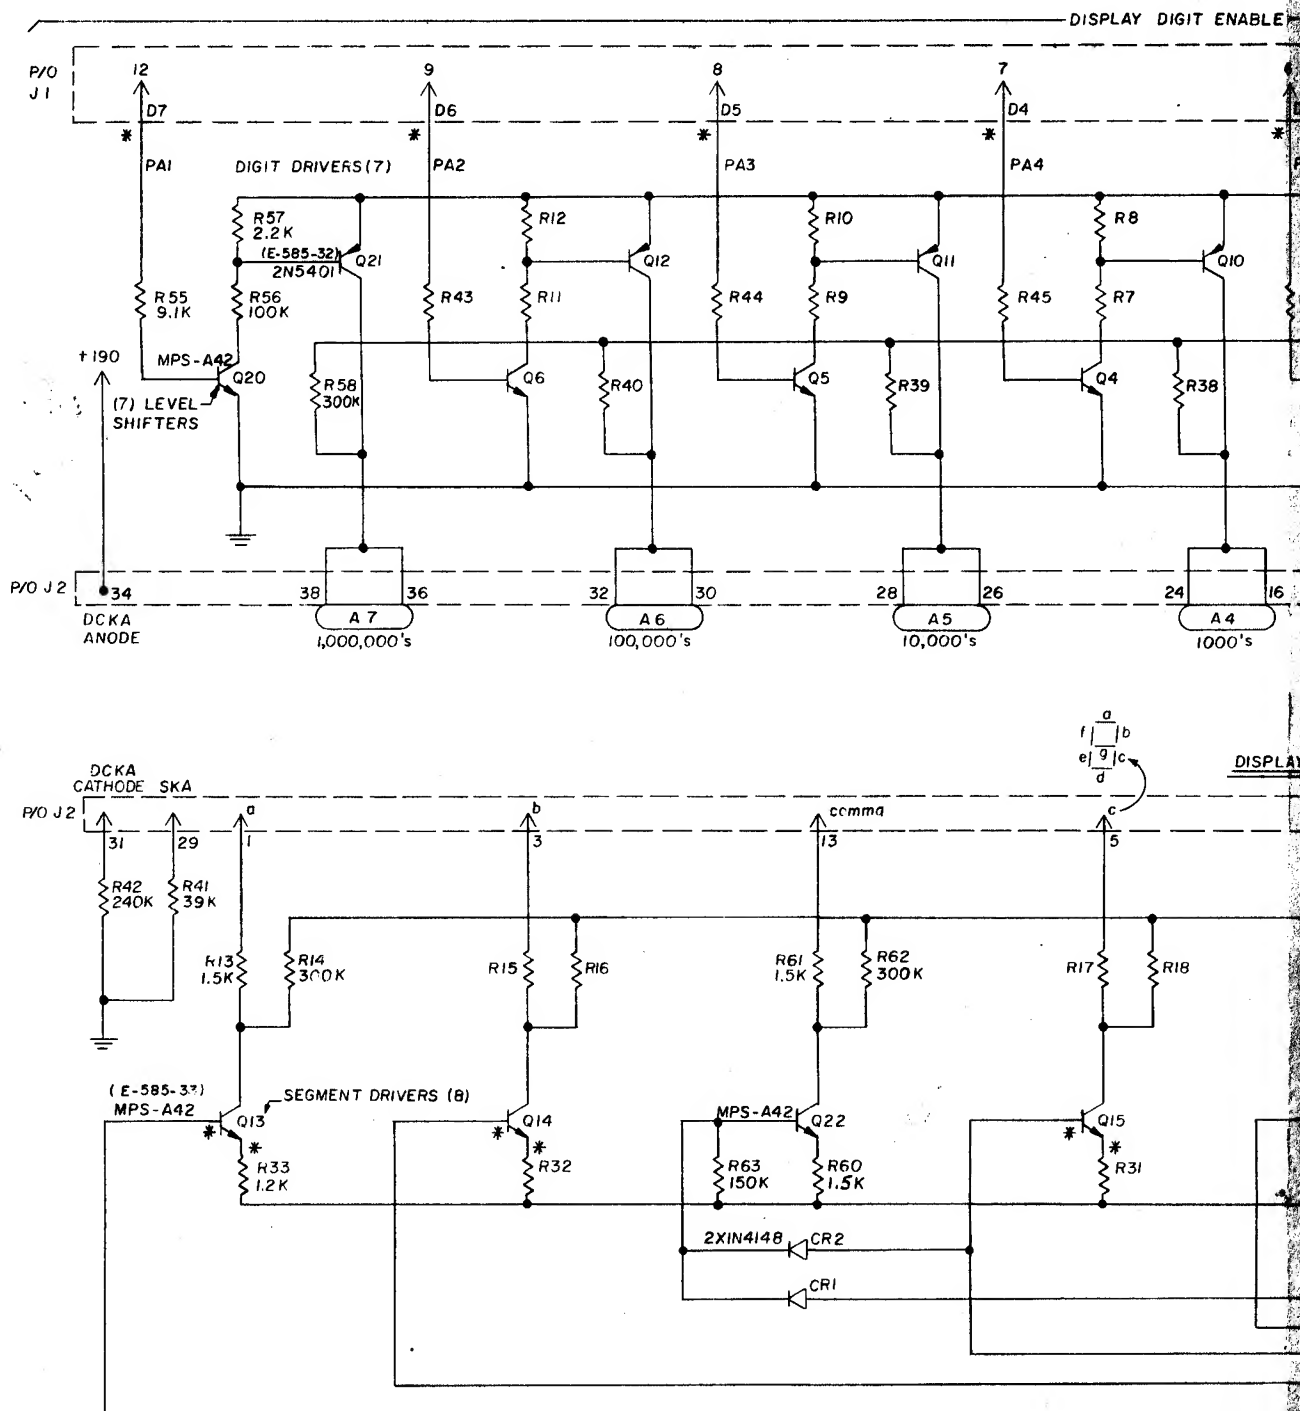 DISPLAY DIGIT ENABLE
P/O J1
12 9 8 7
D7 D6 D5 D4
* * * * *
PA1 DIGIT DRIVERS (7) PA2 PA3 PA4
R57 2.2K R12 R10 R8
(E-585-32) 2N5401 Q21 Q12 Q11 Q10
R55 9.1K R56 100K R43 R11 R44 R9 R45 R7
+190
MPS-A42 Q20 R58 300K Q6 R40 Q5 R39 Q4 R38
(7) LEVEL SHIFTERS
P/O J2 34 38 36 32 30 28 26 24 16
DCKA ANODE
A7 A6 A5 A4
1,000,000's 100,000's 10,000's 1000's
a
f b
g
e c
d
DISPLAY
DCKA CATHODE SKA
P/O J2 a b comma c
31 29 1 3 13 5
R42 240K R41 39K
R13 1.5K R14 300K R15 R16 R61 1.5K R62 300K R17 R18
(E-585-33) MPS-A42 Q13 SEGMENT DRIVERS (8) Q14 MPS-A42 Q22 Q15
* * * * * *
R33 1.2K R32 R63 150K R60 1.5K R31
2X1N4148 CR2
CR1